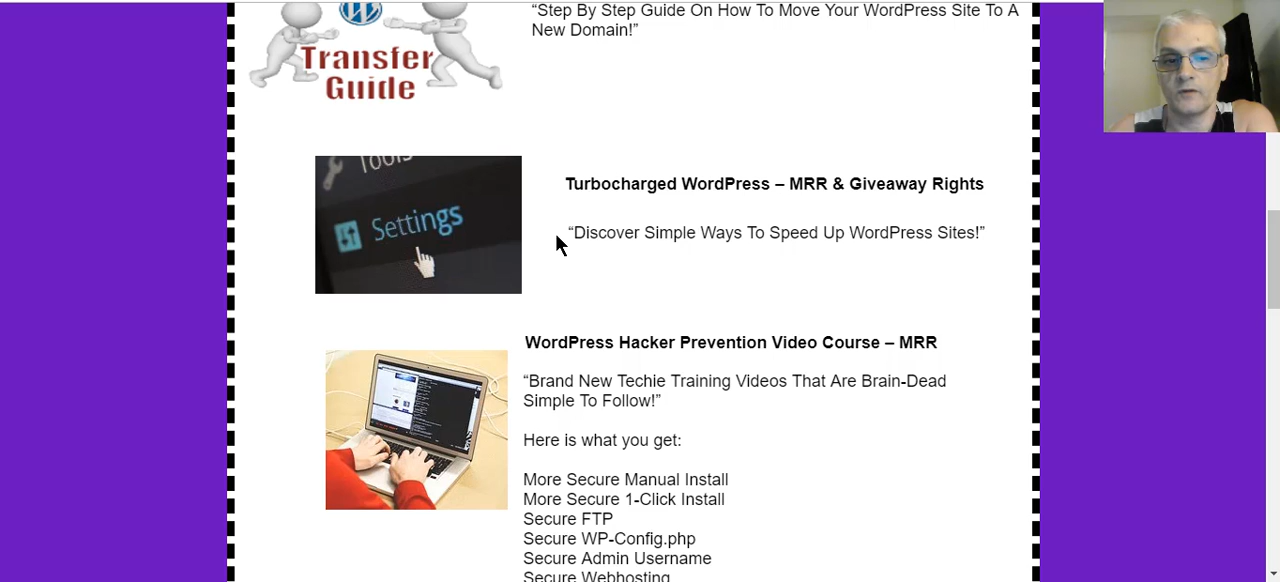 “Step By Step Guide On How To Move Your WordPress Site To A
New Domain!”
Transfer
Guide
Tools
Settings
Turbocharged WordPress – MRR & Giveaway Rights
“Discover Simple Ways To Speed Up WordPress Sites!”
WordPress Hacker Prevention Video Course – MRR
“Brand New Techie Training Videos That Are Brain-Dead
Simple To Follow!”
Here is what you get:
More Secure Manual Install
More Secure 1-Click Install
Secure FTP
Secure WP-Config.php
Secure Admin Username
Secure Webhosting